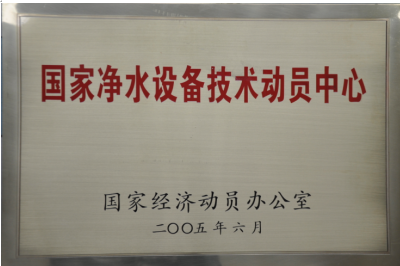 国家净水设备技术动员中心
国家经济动员办公室
二〇〇五年六月